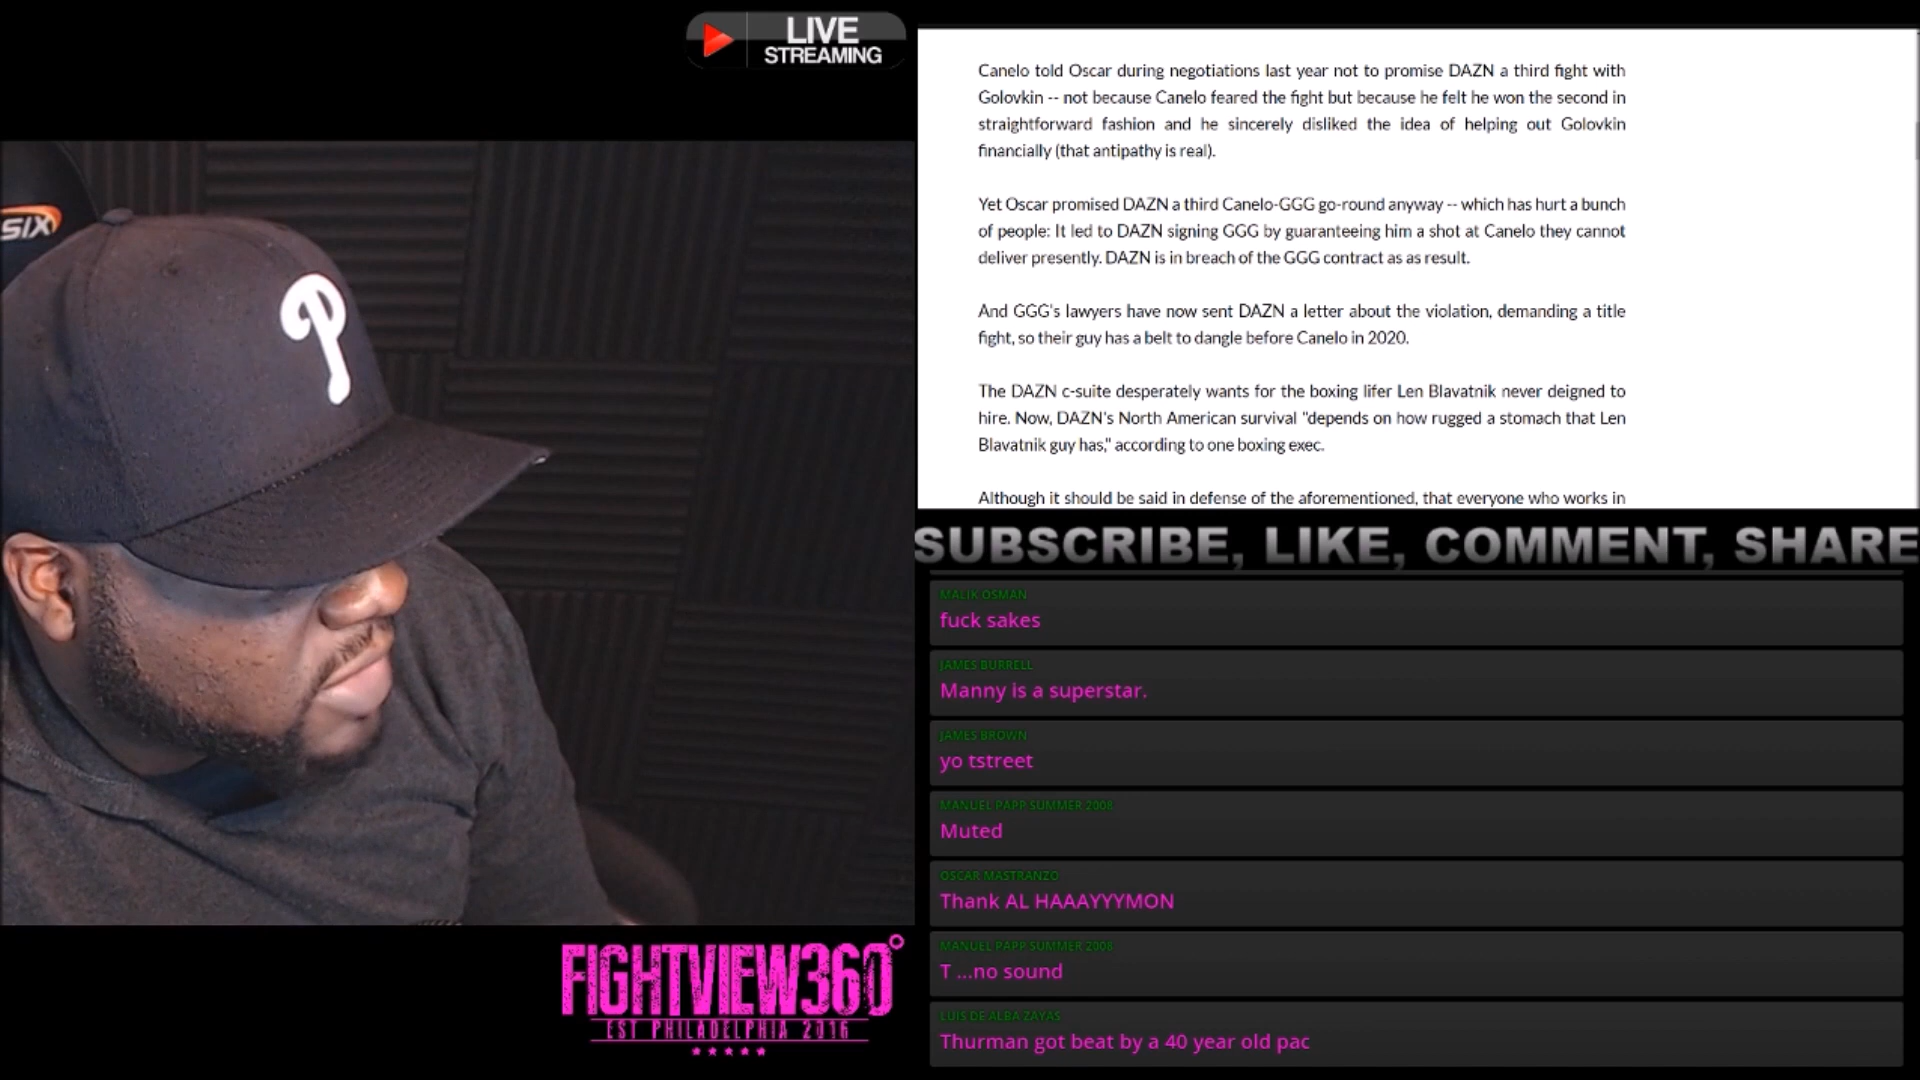 LIVE
STREAMING
SIX
P
Canelo told Oscar during negotiations last year not to promise DAZN a third fight with
Golovkin -- not because Canelo feared the fight but because he felt he won the second in
straightforward fashion and he sincerely disliked the idea of helping out Golovkin
financially (that antipathy is real).
Yet Oscar promised DAZN a third Canelo-GGG go-round anyway -- which has hurt a bunch
of people: It led to DAZN signing GGG by guaranteeing him a shot at Canelo they cannot
deliver presently. DAZN is in breach of the GGG contract as as result.
And GGG's lawyers have now sent DAZN a letter about the violation, demanding a title
fight, so their guy has a belt to dangle before Canelo in 2020.
The DAZN c-suite desperately wants for the boxing lifer Len Blavatnik never deigned to
hire. Now, DAZN's North American survival "depends on how rugged a stomach that Len
Blavatnik guy has," according to one boxing exec.
Although it should be said in defense of the aforementioned, that everyone who works in
SUBSCRIBE, LIKE, COMMENT, SHARE
MALIK OSMAN
fuck sakes
JAMES BURRELL
Manny is a superstar.
JAMES BROWN
yo tstreet
MANUEL PAPP SUMMER 2008
Muted
OSCAR MASTRANZO
Thank AL HAAAYYYMON
MANUEL PAPP SUMMER 2008
T ...no sound
LUIS DE ALBA ZAYAS
Thurman got beat by a 40 year old pac
FIGHTVIEW360°
EST PHILADELPHIA 2016